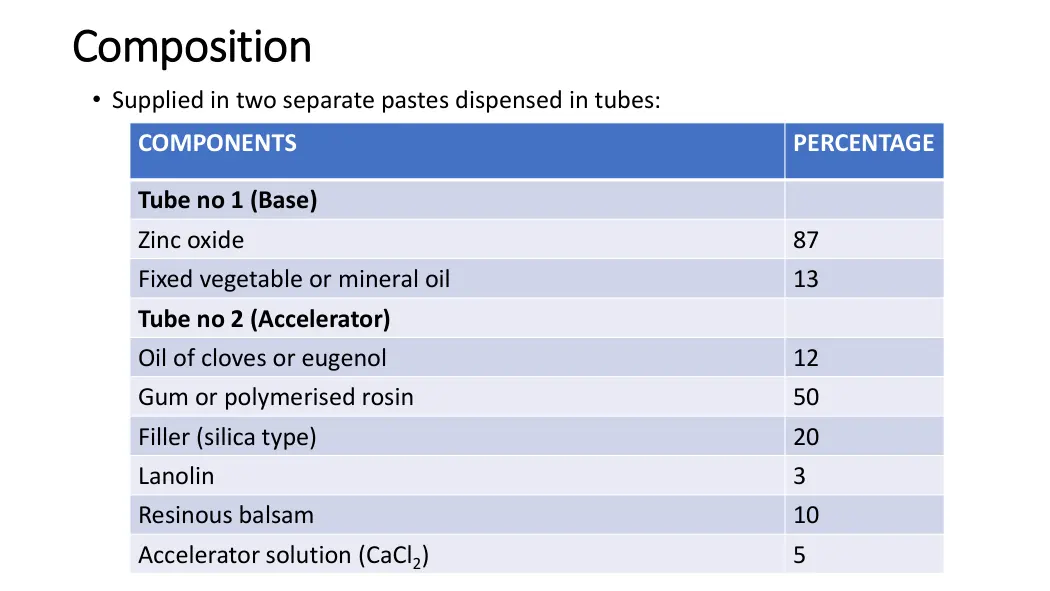 Composition
• Supplied in two separate pastes dispensed in tubes:
COMPONENTS PERCENTAGE
Tube no 1 (Base)
Zinc oxide 87
Fixed vegetable or mineral oil 13
Tube no 2 (Accelerator)
Oil of cloves or eugenol 12
Gum or polymerised rosin 50
Filler (silica type) 20
Lanolin 3
Resinous balsam 10
Accelerator solution (CaCl₂) 5